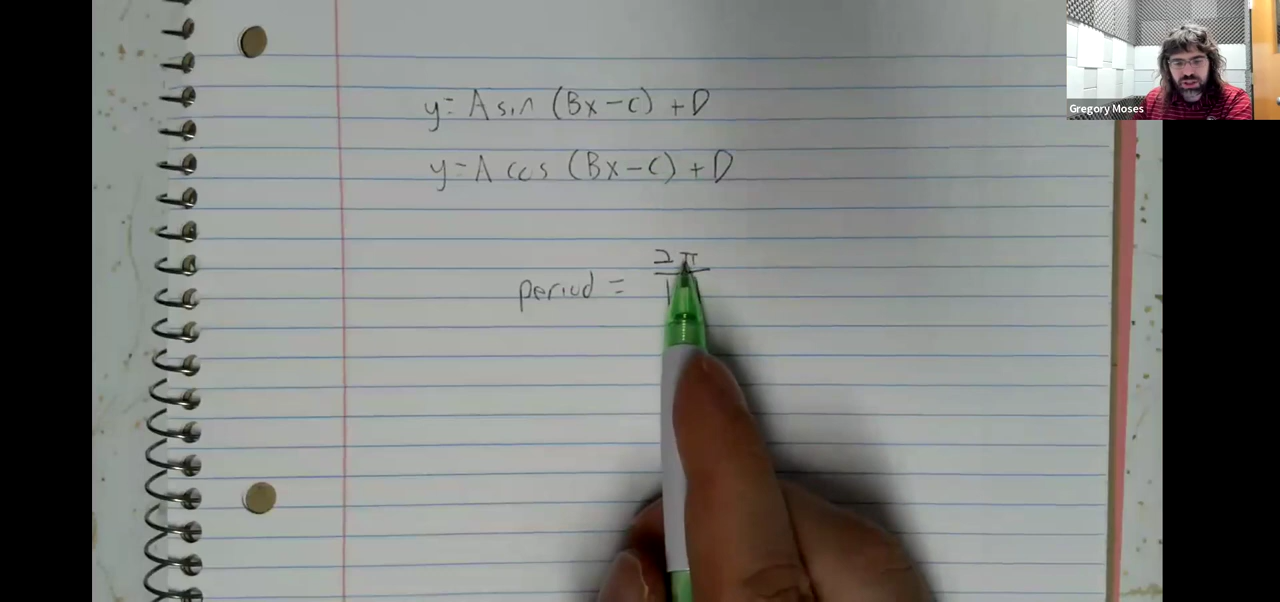 y = A sin (Bx - C) + D
y = A cos (Bx - C) + D
period = 2π
Gregory Moses